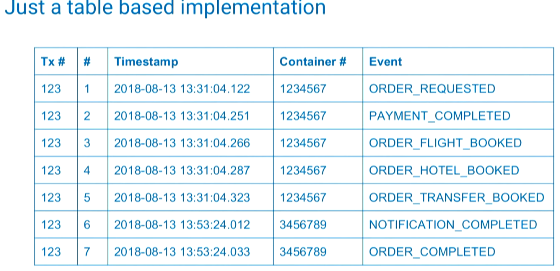 Just a table based implementation
Tx # # Timestamp Container # Event
123 1 2018-08-13 13:31:04.122 1234567 ORDER_REQUESTED
123 2 2018-08-13 13:31:04.251 1234567 PAYMENT_COMPLETED
123 3 2018-08-13 13:31:04.266 1234567 ORDER_FLIGHT_BOOKED
123 4 2018-08-13 13:31:04.287 1234567 ORDER_HOTEL_BOOKED
123 5 2018-08-13 13:31:04.323 1234567 ORDER_TRANSFER_BOOKED
123 6 2018-08-13 13:53:24.012 3456789 NOTIFICATION_COMPLETED
123 7 2018-08-13 13:53:24.033 3456789 ORDER_COMPLETED